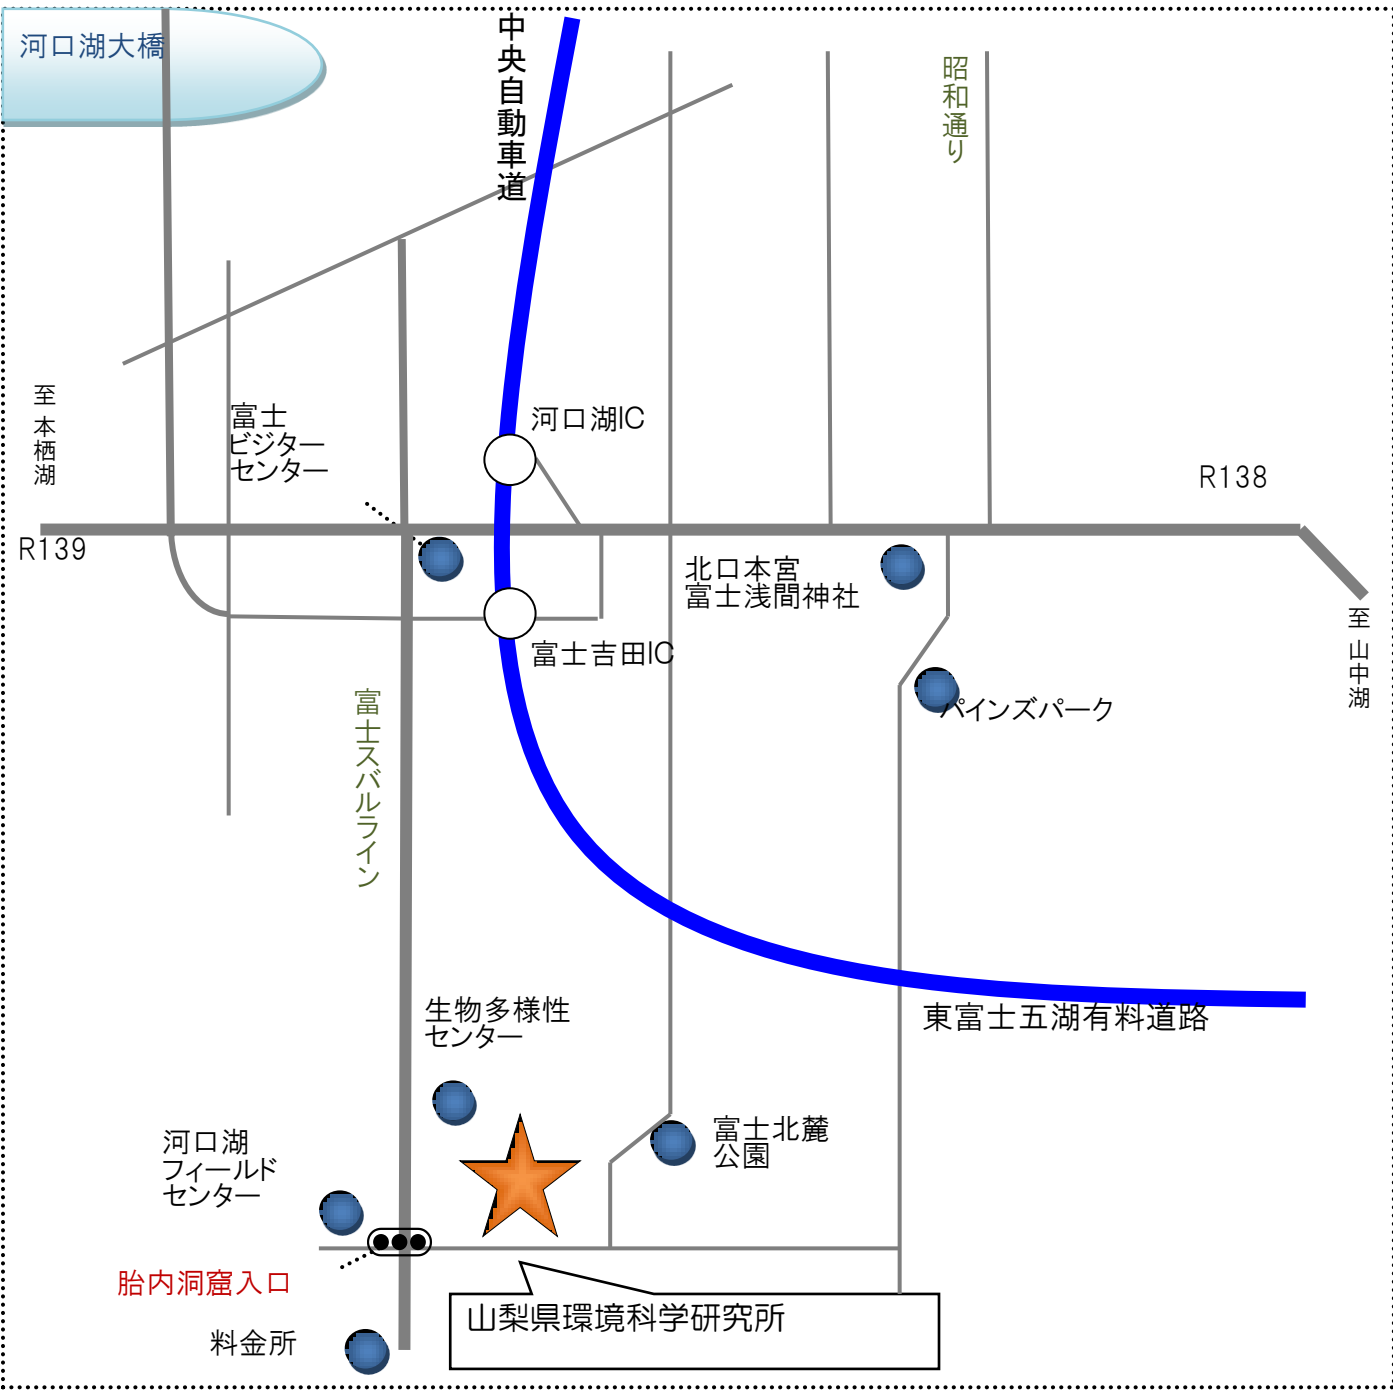 河口湖大橋
中央自動車道
昭和通り
至 本栖湖
富士
ビジター
センター
河口湖IC
R138
R139
北口本宮
富士浅間神社
至 山中湖
富士吉田IC
富士スバルライン
パインズパーク
生物多様性
センター
東富士五湖有料道路
河口湖
フィールド
センター
富士北麓
公園
胎内洞窟入口
山梨県環境科学研究所
料金所